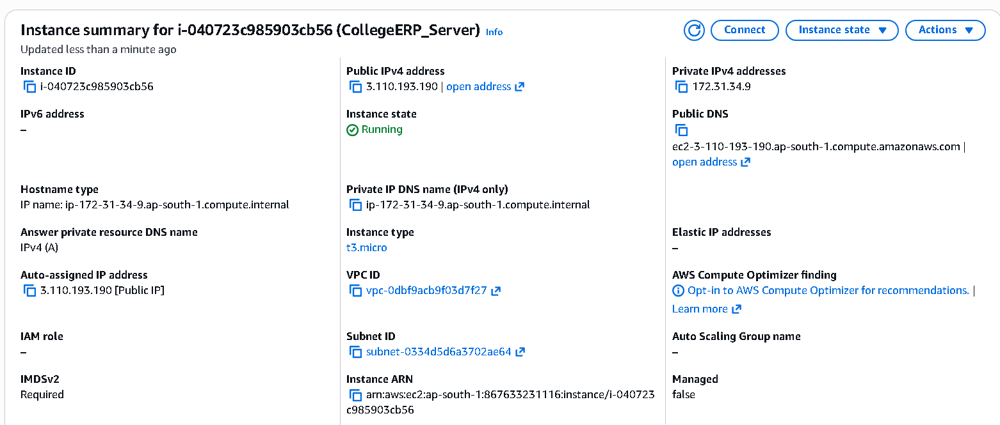 Instance summary for i-040723c985903cb56 (CollegeERP_Server) Info
Connect
Instance state
Actions
Updated less than a minute ago
Instance ID
i-040723c985903cb56
Public IPv4 address
3.110.193.190 | open address
Private IPv4 addresses
172.31.34.9
IPv6 address
–
Instance state
Running
Public DNS
ec2-3-110-193-190.ap-south-1.compute.amazonaws.com |
open address
Hostname type
IP name: ip-172-31-34-9.ap-south-1.compute.internal
Private IP DNS name (IPv4 only)
ip-172-31-34-9.ap-south-1.compute.internal
Answer private resource DNS name
IPv4 (A)
Instance type
t3.micro
Elastic IP addresses
–
Auto-assigned IP address
3.110.193.190 [Public IP]
VPC ID
vpc-0dbf9acb9f03d7f27
AWS Compute Optimizer finding
Opt-in to AWS Compute Optimizer for recommendations. |
Learn more
IAM role
–
Subnet ID
subnet-0334d5d6a3702ae64
Auto Scaling Group name
–
IMDSv2
Required
Instance ARN
arn:aws:ec2:ap-south-1:867633231116:instance/i-040723
c985903cb56
Managed
false